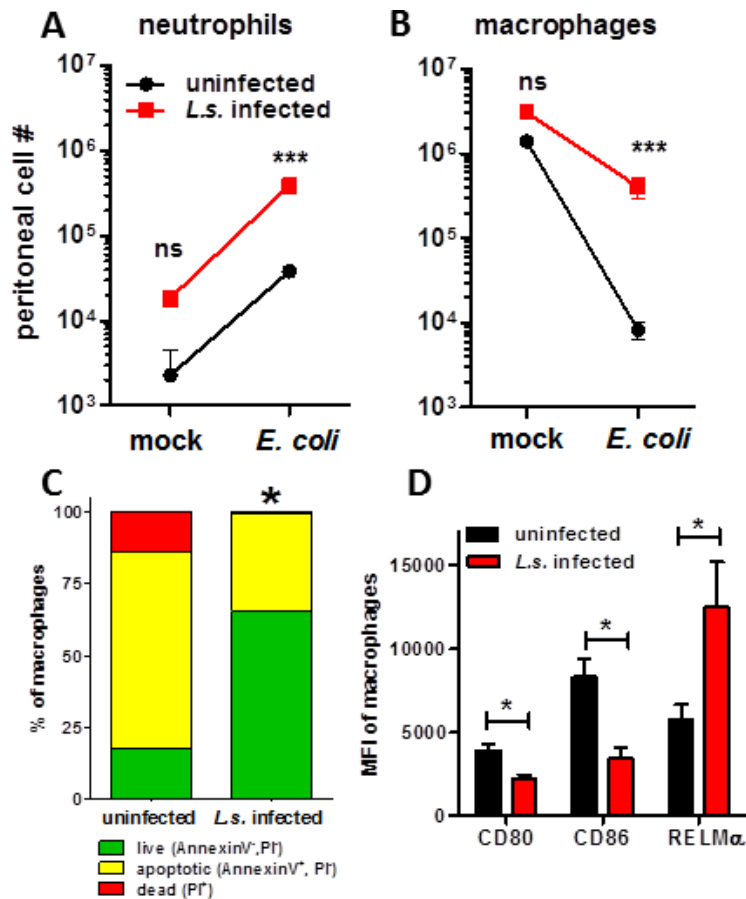 A neutrophils
peritoneal cell #
10⁷
10⁶
10⁵
10⁴
10³
uninfected
L.s. infected
ns
***
mock E. coli
B macrophages
10⁷
10⁶
10⁵
10⁴
10³
ns
***
mock E. coli
C
% of macrophages
100
75
50
25
0
*
uninfected L.s. infected
live (AnnexinV⁻,PI⁻)
apoptotic (AnnexinV⁺, PI⁻)
dead (PI⁺)
D
MFI of macrophages
15000
10000
5000
0
uninfected
L.s. infected
*
*
*
CD80 CD86 RELMα